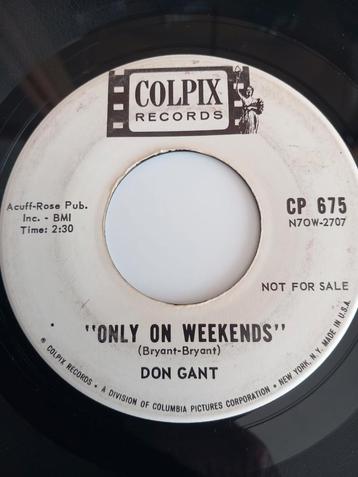 COLPIX
RECORDS
Acuff-Rose Pub.
Inc. - BMI
Time: 2:30
CP 675
N7OW-2707
NOT FOR SALE
"ONLY ON WEEKENDS"
(Bryant-Bryant)
DON GANT
® COLPIX RECORDS • A DIVISION OF COLUMBIA PICTURES CORPORATION • NEW YORK, N.Y. MADE IN U.S.A.